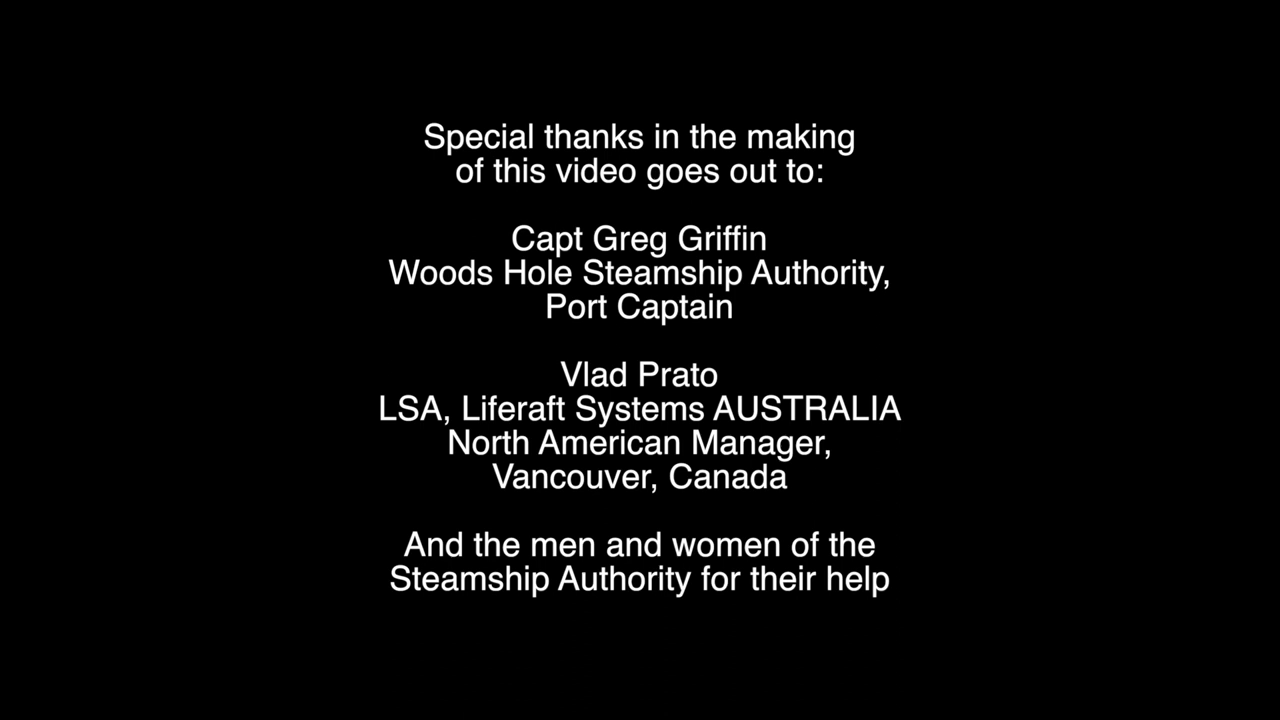 Special thanks in the making
of this video goes out to:
Capt Greg Griffin
Woods Hole Steamship Authority,
Port Captain
Vlad Prato
LSA, Liferaft Systems AUSTRALIA
North American Manager,
Vancouver, Canada
And the men and women of the
Steamship Authority for their help